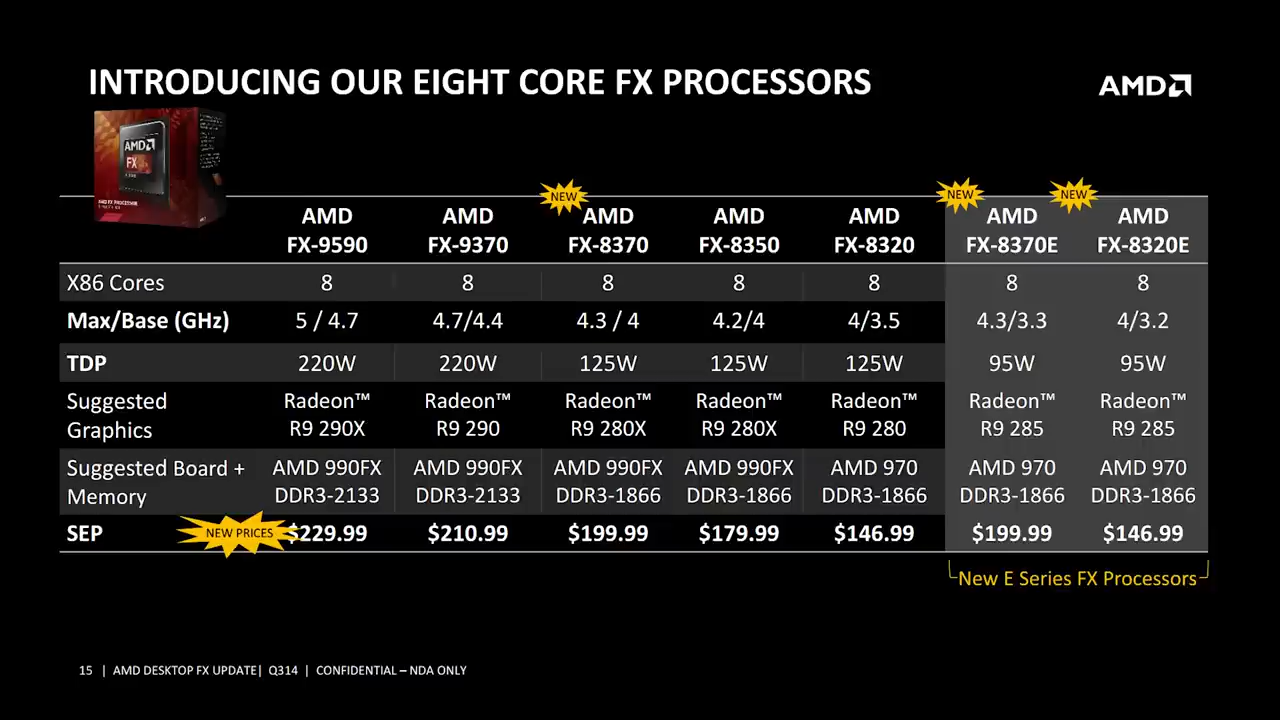 INTRODUCING OUR EIGHT CORE FX PROCESSORS
AMD
AMD
FX
AMD FX PROCESSOR
NEW NEW NEW
AMD AMD AMD AMD AMD AMD AMD
FX-9590 FX-9370 FX-8370 FX-8350 FX-8320 FX-8370E FX-8320E
X86 Cores 8 8 8 8 8 8 8
Max/Base (GHz) 5 / 4.7 4.7/4.4 4.3 / 4 4.2/4 4/3.5 4.3/3.3 4/3.2
TDP 220W 220W 125W 125W 125W 95W 95W
Suggested Radeon™ Radeon™ Radeon™ Radeon™ Radeon™ Radeon™ Radeon™
Graphics R9 290X R9 290 R9 280X R9 280X R9 280 R9 285 R9 285
Suggested Board + AMD 990FX AMD 990FX AMD 990FX AMD 990FX AMD 970 AMD 970 AMD 970
Memory DDR3-2133 DDR3-2133 DDR3-1866 DDR3-1866 DDR3-1866 DDR3-1866 DDR3-1866
SEP NEW PRICES $229.99 $210.99 $199.99 $179.99 $146.99 $199.99 $146.99
New E Series FX Processors
15 | AMD DESKTOP FX UPDATE| Q314 | CONFIDENTIAL – NDA ONLY